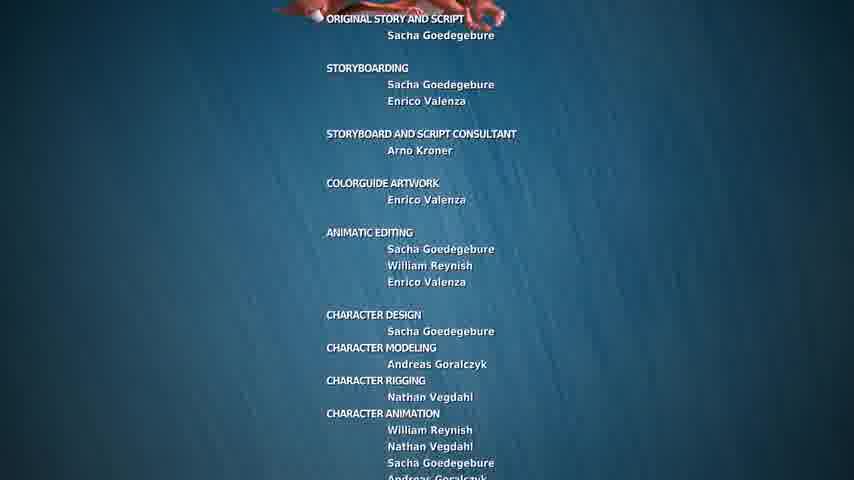 ORIGINAL STORY AND SCRIPT
Sacha Goedegebure
STORYBOARDING
Sacha Goedegebure
Enrico Valenza
STORYBOARD AND SCRIPT CONSULTANT
Arno Kroner
COLORGUIDE ARTWORK
Enrico Valenza
ANIMATIC EDITING
Sacha Goedegebure
William Reynish
Enrico Valenza
CHARACTER DESIGN
Sacha Goedegebure
CHARACTER MODELING
Andreas Goralczyk
CHARACTER RIGGING
Nathan Vegdahl
CHARACTER ANIMATION
William Reynish
Nathan Vegdahl
Sacha Goedegebure
Andreas Goralczyk